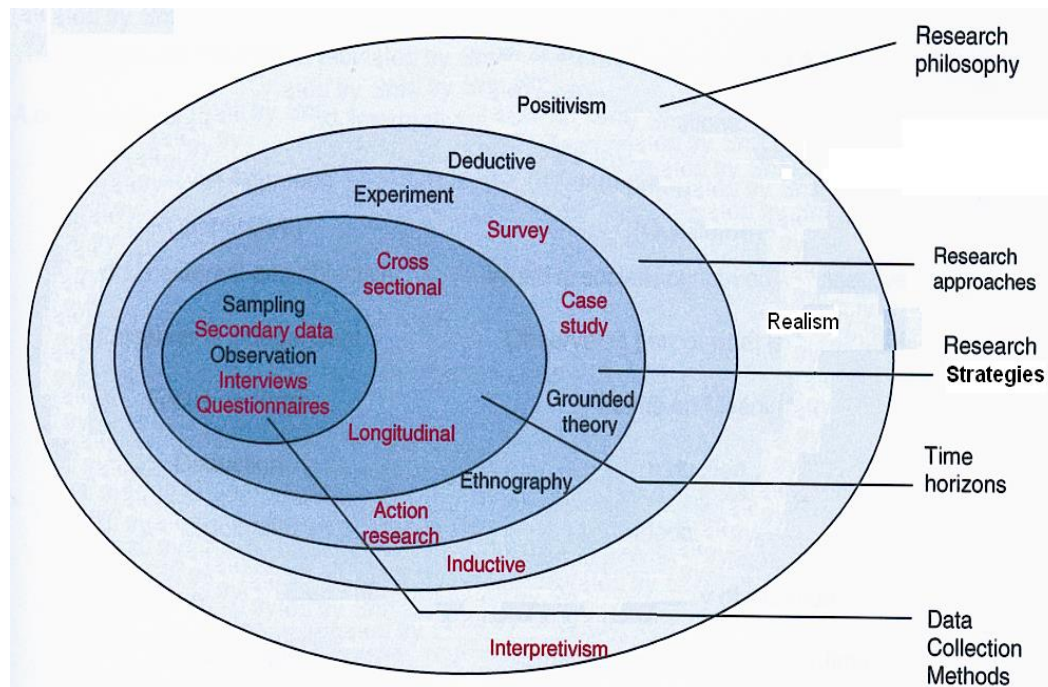 Research
philosophy
Positivism
Deductive
Experiment
Survey
Cross
sectional
Research
approaches
Case
study
Sampling
Secondary data
Observation
Interviews
Questionnaires
Realism
Research
Strategies
Grounded
theory
Longitudinal
Time
horizons
Ethnography
Action
research
Inductive
Interpretivism
Data
Collection
Methods